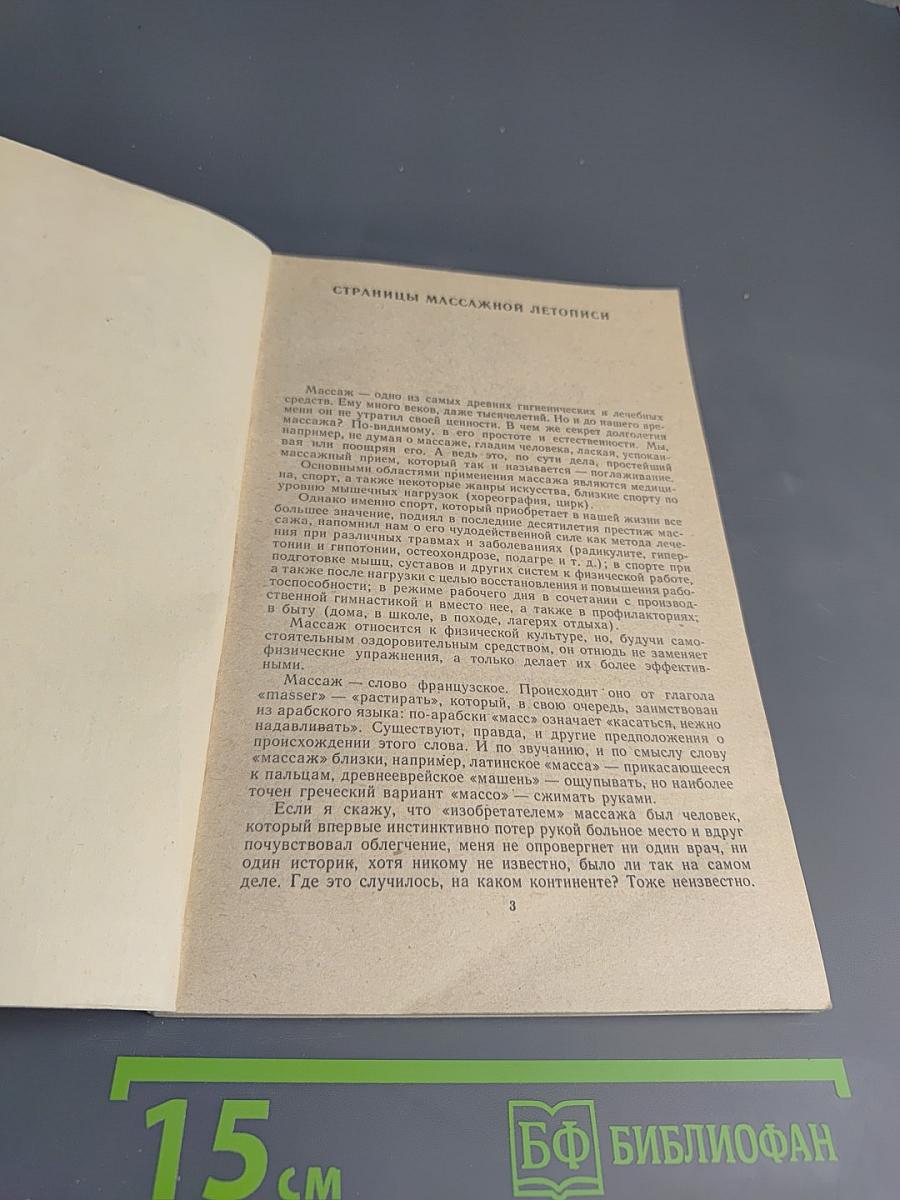 СТРАНИЦЫ МАССАЖНОЙ ЛЕТОПИСИ
Массаж — одно из самых древних гигиенических и лечебных
средств. Ему много веков, даже тысячелетий. Но и до нашего вре-
мени он не утратил своей ценности. В чем же секрет долголетия
массажа? По-видимому, в его простоте и естественности. Мы,
например, не думая о массаже, гладим человека, лаская, успокаи-
вая или поощряя его. А ведь это, по сути дела, простейший
массажный прием, который так и называется — поглаживание.
Основными областями применения массажа являются медици-
на, спорт, а также некоторые жанры искусства, близкие спорту по
уровню мышечных нагрузок (хореография, цирк).
Однако именно спорт, который приобретает в нашей жизни все
большее значение, поднял в последние десятилетия престиж мас-
сажа, напомнил нам о его чудодейственной силе как метода лече-
ния при различных травмах и заболеваниях (радикулите, гипер-
тонии и гипотонии, остеохондрозе, подагре и т. д.); в спорте при
подготовке мышц, суставов и других систем к физической работе,
а также после нагрузки с целью восстановления и повышения рабо-
тоспособности; в режиме рабочего дня в сочетании с производ-
ственной гимнастикой и вместо нее, а также в профилакториях;
в быту (дома, в школе, в походе, лагерях отдыха).
Массаж относится к физической культуре, но, будучи само-
стоятельным оздоровительным средством, он отнюдь не заменяет
физические упражнения, а только делает их более эффектив-
ными.
Массаж — слово французское. Происходит оно от глагола
«masser» — «растирать», который, в свою очередь, заимствован
из арабского языка: по-арабски «масс» означает «касаться, нежно
надавливать». Существуют, правда, и другие предположения о
происхождении этого слова. И по звучанию, и по смыслу слову
«массаж» близки, например, латинское «масса» — прикасающееся
к пальцам, древнееврейское «машень» — ощупывать, но наиболее
точен греческий вариант «массо» — сжимать руками.
Если я скажу, что «изобретателем» массажа был человек,
который впервые инстинктивно потер рукой больное место и вдруг
почувствовал облегчение, меня не опровергнет ни один врач, ни
один историк, хотя никому не известно, было ли так на самом
деле. Где это случилось, на каком континенте? Тоже неизвестно.
3
15 см
БФ БИБЛИОФАН